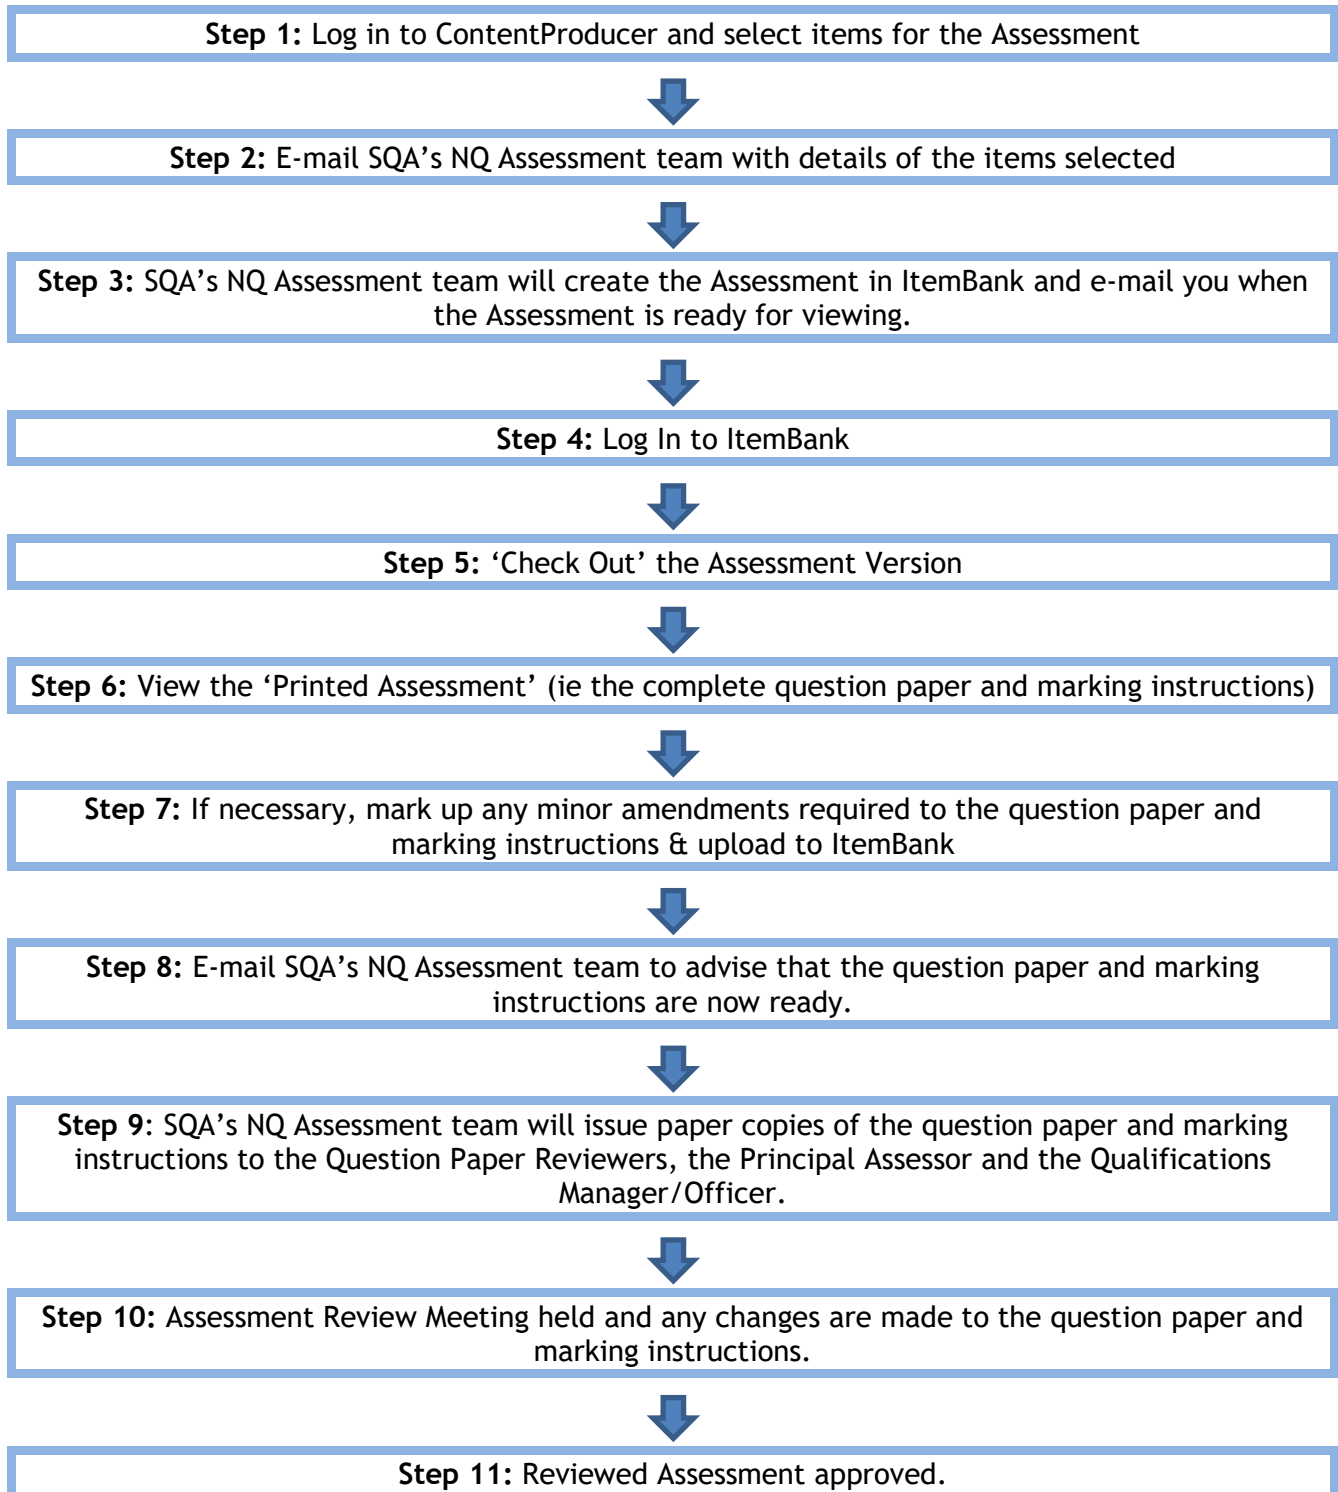 Step 1: Log in to ContentProducer and select items for the Assessment
Step 2: E-mail SQA’s NQ Assessment team with details of the items selected
Step 3: SQA’s NQ Assessment team will create the Assessment in ItemBank and e-mail you when
the Assessment is ready for viewing.
Step 4: Log In to ItemBank
Step 5: ‘Check Out’ the Assessment Version
Step 6: View the ‘Printed Assessment’ (ie the complete question paper and marking instructions)
Step 7: If necessary, mark up any minor amendments required to the question paper and
marking instructions & upload to ItemBank
Step 8: E-mail SQA’s NQ Assessment team to advise that the question paper and marking
instructions are now ready.
Step 9: SQA’s NQ Assessment team will issue paper copies of the question paper and marking
instructions to the Question Paper Reviewers, the Principal Assessor and the Qualifications
Manager/Officer.
Step 10: Assessment Review Meeting held and any changes are made to the question paper and
marking instructions.
Step 11: Reviewed Assessment approved.